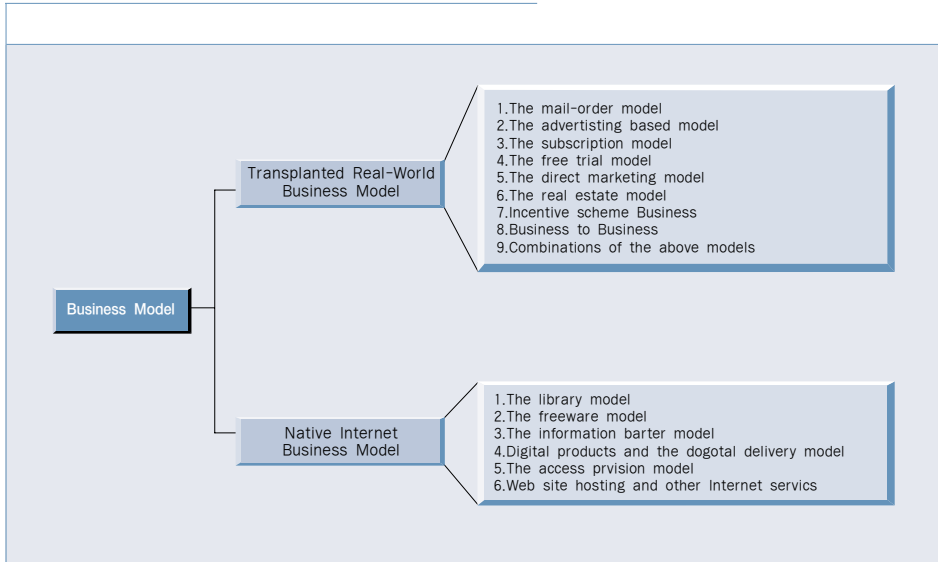 Business Model
Transplanted Real-World
Business Model
1.The mail-order model
2.The advertisting based model
3.The subscription model
4.The free trial model
5.The direct marketing model
6.The real estate model
7.Incentive scheme Business
8.Business to Business
9.Combinations of the above models
Native Internet
Business Model
1.The library model
2.The freeware model
3.The information barter model
4.Digital products and the dogotal delivery model
5.The access prvision model
6.Web site hosting and other Internet servics